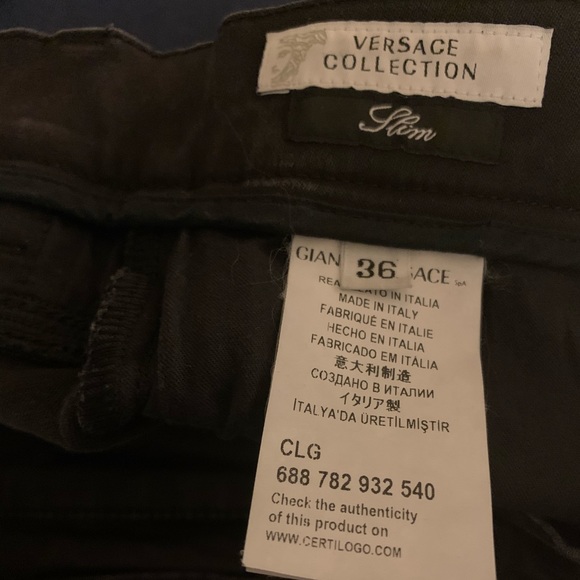 VERSACE
COLLECTION
Slim
36
MADE IN ITALY
FABRIQUÉ EN ITALIE
HECHO EN ITALIA
FABRICADO EM ITÁLIA
意大利制造
СОЗДАНО В ИТАЛИИ
イタリア製
İTALYA'DA ÜRETİLMİŞTİR
CLG
688 782 932 540
Check the authenticity
of this product on
WWW.CERTILOGO.COM